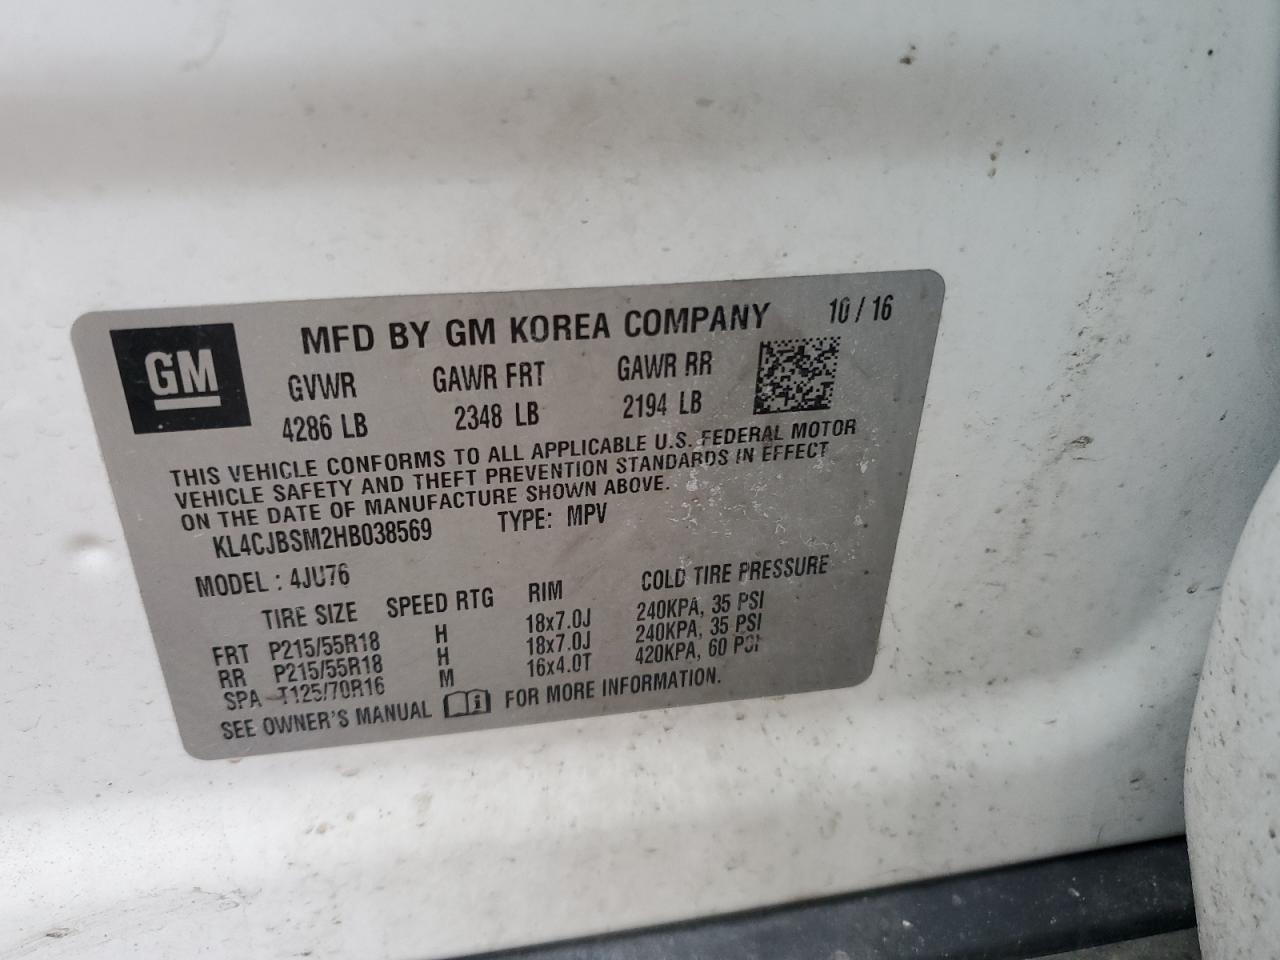 MFD BY GM KOREA COMPANY 10 / 16
GM
GVWR GAWR FRT GAWR RR
4286 LB 2348 LB 2194 LB
THIS VEHICLE CONFORMS TO ALL APPLICABLE U.S. FEDERAL MOTOR
VEHICLE SAFETY AND THEFT PREVENTION STANDARDS IN EFFECT
ON THE DATE OF MANUFACTURE SHOWN ABOVE.
KL4CJBSM2HB038569 TYPE: MPV
MODEL : 4JU76
TIRE SIZE SPEED RTG RIM COLD TIRE PRESSURE
FRT P215/55R18 H 18x7.0J 240KPA, 35 PSI
RR P215/55R18 H 18x7.0J 240KPA, 35 PSI
SPA T125/70R16 M 16x4.0T 420KPA, 60 PSI
SEE OWNER'S MANUAL i FOR MORE INFORMATION.